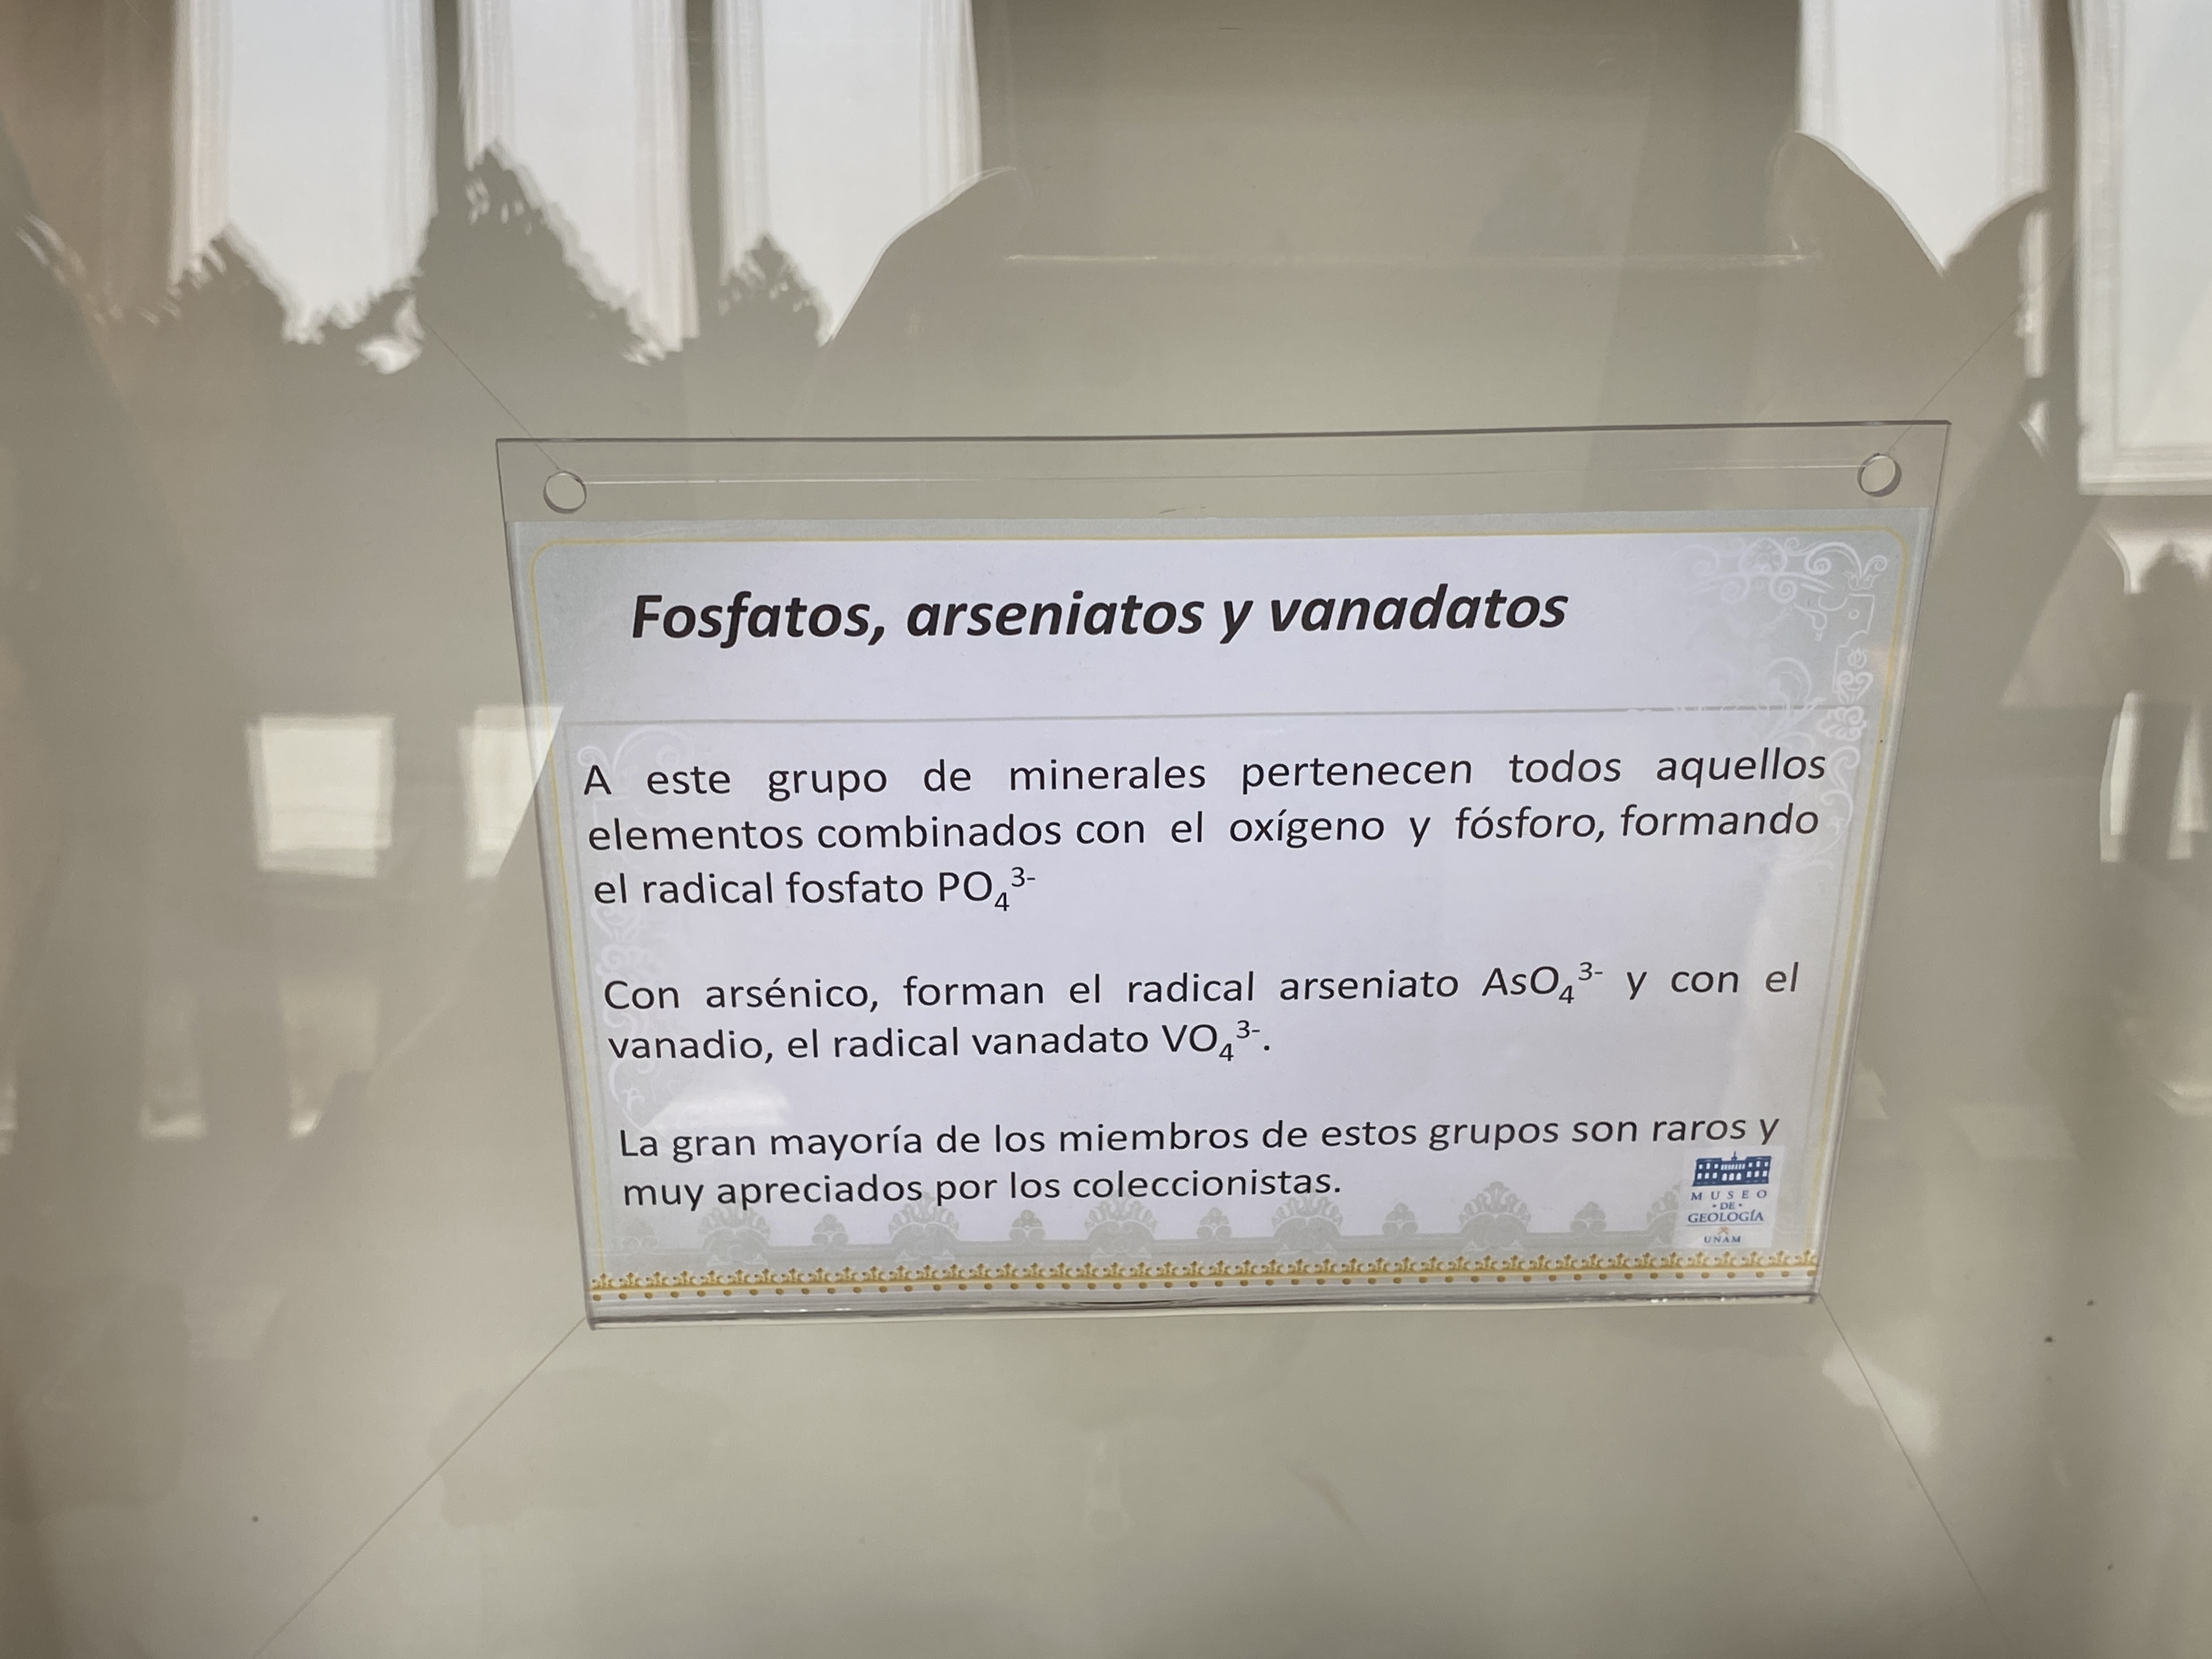 Fosfatos, arseniatos y vanadatos
A este grupo de minerales pertenecen todos aquellos
elementos combinados con el oxígeno y fósforo, formando
el radical fosfato PO₄³⁻
Con arsénico, forman el radical arseniato AsO₄³⁻ y con el
vanadio, el radical vanadato VO₄³⁻.
La gran mayoría de los miembros de estos grupos son raros y
muy apreciados por los coleccionistas.
MUSEO
• DE •
GEOLOGÍA
UNAM